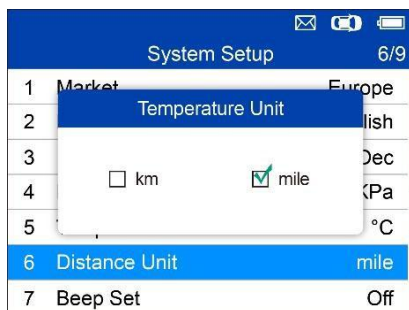 System Setup 6/9
1 Market Europe
Temperature Unit
2 lish
3 Dec
km mile
4 KPa
5 °C
6 Distance Unit mile
7 Beep Set Off